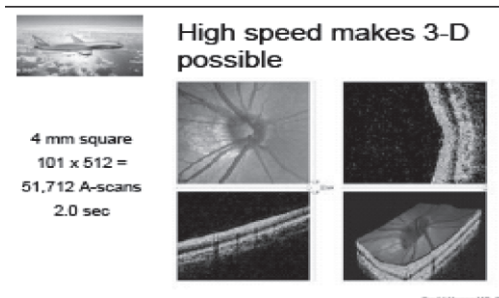 High speed makes 3-D
possible
4 mm square
101 x 512 =
51,712 A-scans
2.0 sec